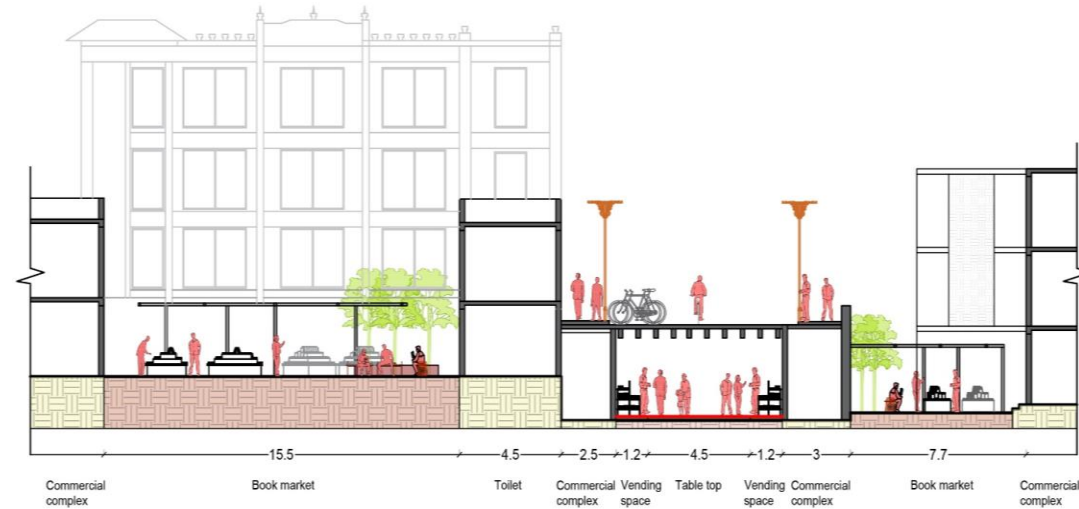 15.5 4.5 2.5 1.2 4.5 1.2 3 7.7
Commercial complex
Book market
Toilet
Commercial complex
Vending space
Table top
Vending space
Commercial complex
Book market
Commercial complex